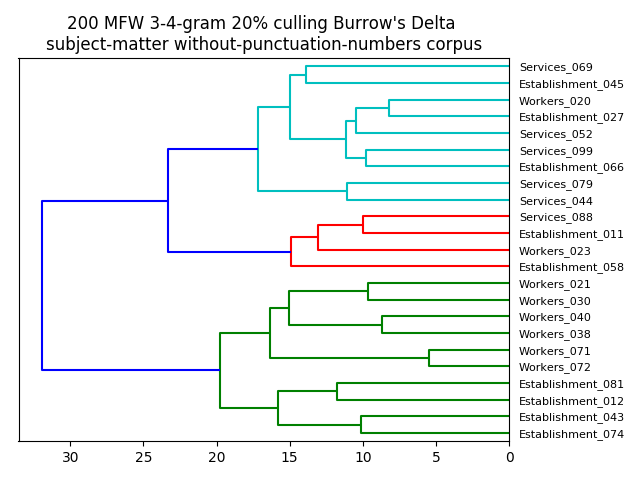 200 MFW 3-4-gram 20% culling Burrow's Delta
subject-matter without-punctuation-numbers corpus
Services_069
Establishment_045
Workers_020
Establishment_027
Services_052
Services_099
Establishment_066
Services_079
Services_044
Services_088
Establishment_011
Workers_023
Establishment_058
Workers_021
Workers_030
Workers_040
Workers_038
Workers_071
Workers_072
Establishment_081
Establishment_012
Establishment_043
Establishment_074
30 25 20 15 10 5 0